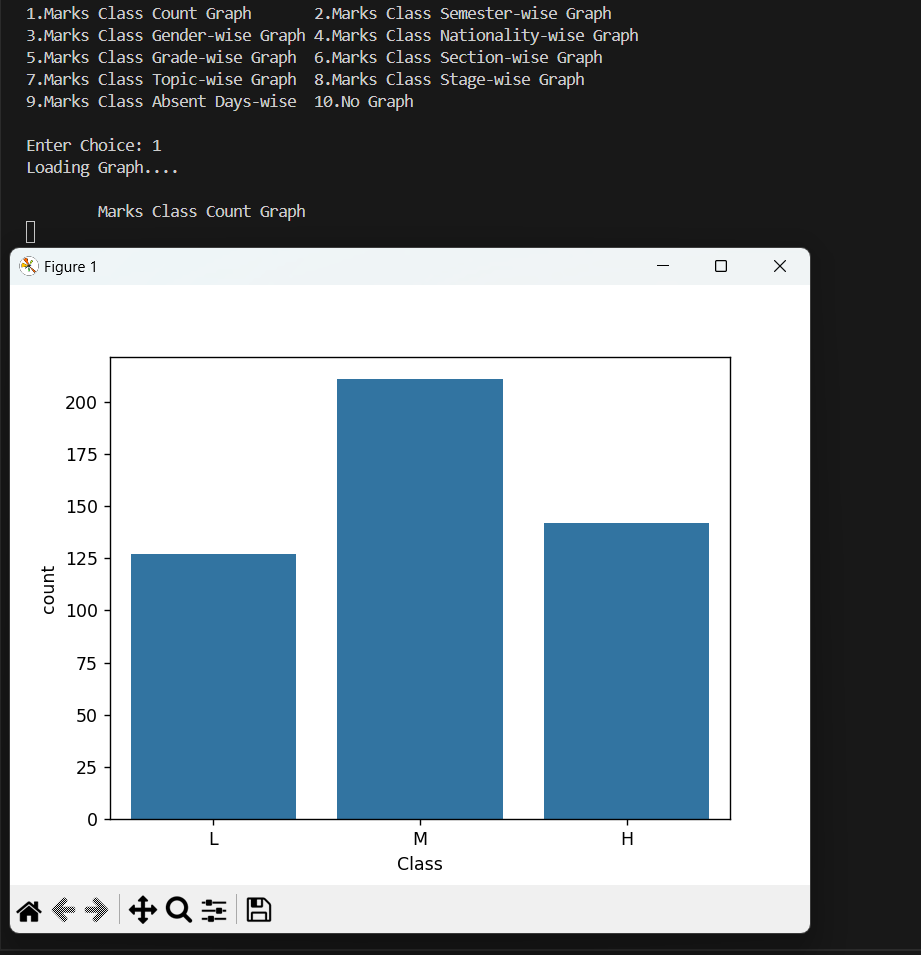 1.Marks Class Count Graph       2.Marks Class Semester-wise Graph
3.Marks Class Gender-wise Graph 4.Marks Class Nationality-wise Graph
5.Marks Class Grade-wise Graph  6.Marks Class Section-wise Graph
7.Marks Class Topic-wise Graph  8.Marks Class Stage-wise Graph
9.Marks Class Absent Days-wise  10.No Graph
Enter Choice: 1
Loading Graph....
Marks Class Count Graph
Figure 1
200
175
150
125
100
75
50
25
0
count
L M H
Class